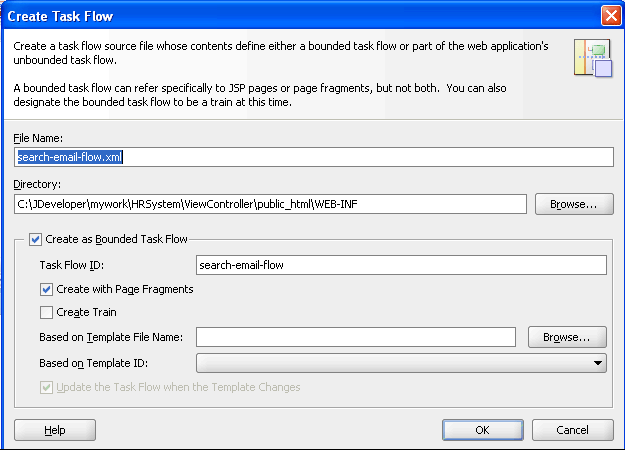 Create Task Flow
Create a task flow source file whose contents define either a bounded task flow or part of the web application's
unbounded task flow.
A bounded task flow can refer specifically to JSP pages or page fragments, but not both. You can also
designate the bounded task flow to be a train at this time.
File Name:
search-email-flow.xml
Directory:
C:\JDeveloper\mywork\HRSystem\ViewController\public_html\WEB-INF
Browse...
Create as Bounded Task Flow
Task Flow ID:
search-email-flow
Create with Page Fragments
Create Train
Based on Template File Name:
Browse...
Based on Template ID:
Update the Task Flow when the Template Changes
Help
OK
Cancel